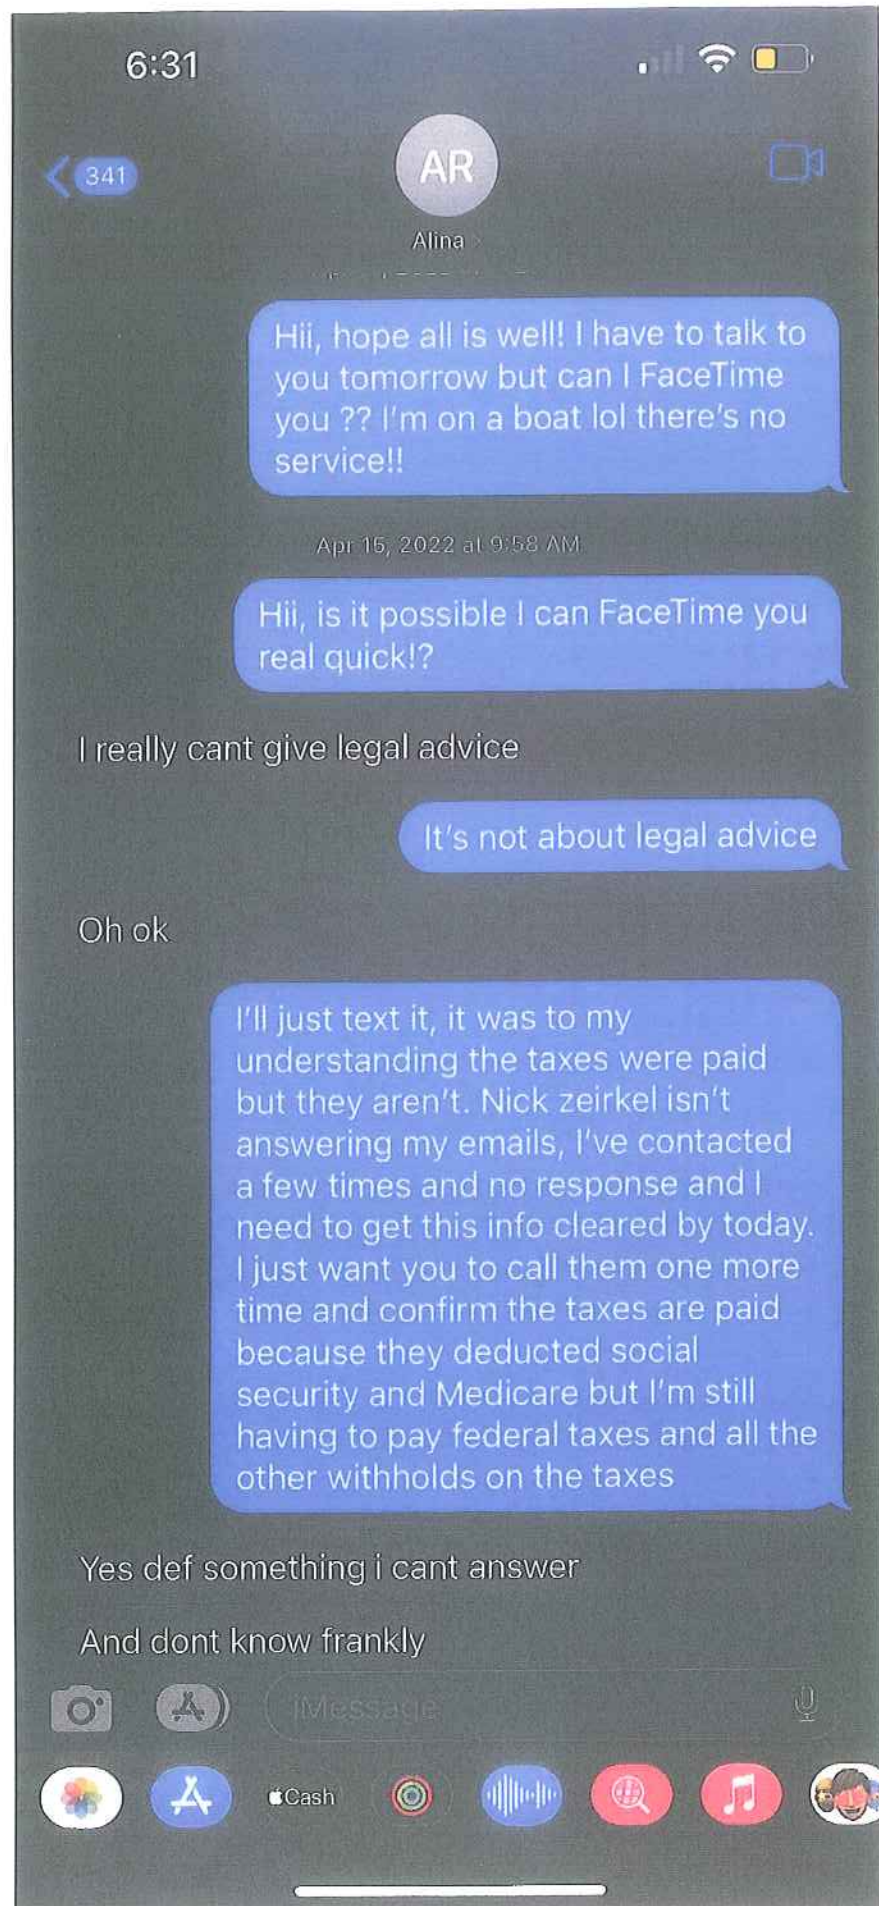 6:31
341
AR
Alina
Hii, hope all is well! I have to talk to
you tomorrow but can I FaceTime
you ?? I'm on a boat lol there's no
service!!
Apr 15, 2022 at 9:58 AM
Hii, is it possible I can FaceTime you
real quick!?
I really cant give legal advice
It's not about legal advice
Oh ok
I'll just text it, it was to my
understanding the taxes were paid
but they aren't. Nick zeirkel isn't
answering my emails, I've contacted
a few times and no response and I
need to get this info cleared by today.
I just want you to call them one more
time and confirm the taxes are paid
because they deducted social
security and Medicare but I'm still
having to pay federal taxes and all the
other withholds on the taxes
Yes def something i cant answer
And dont know frankly
iMessage
Cash